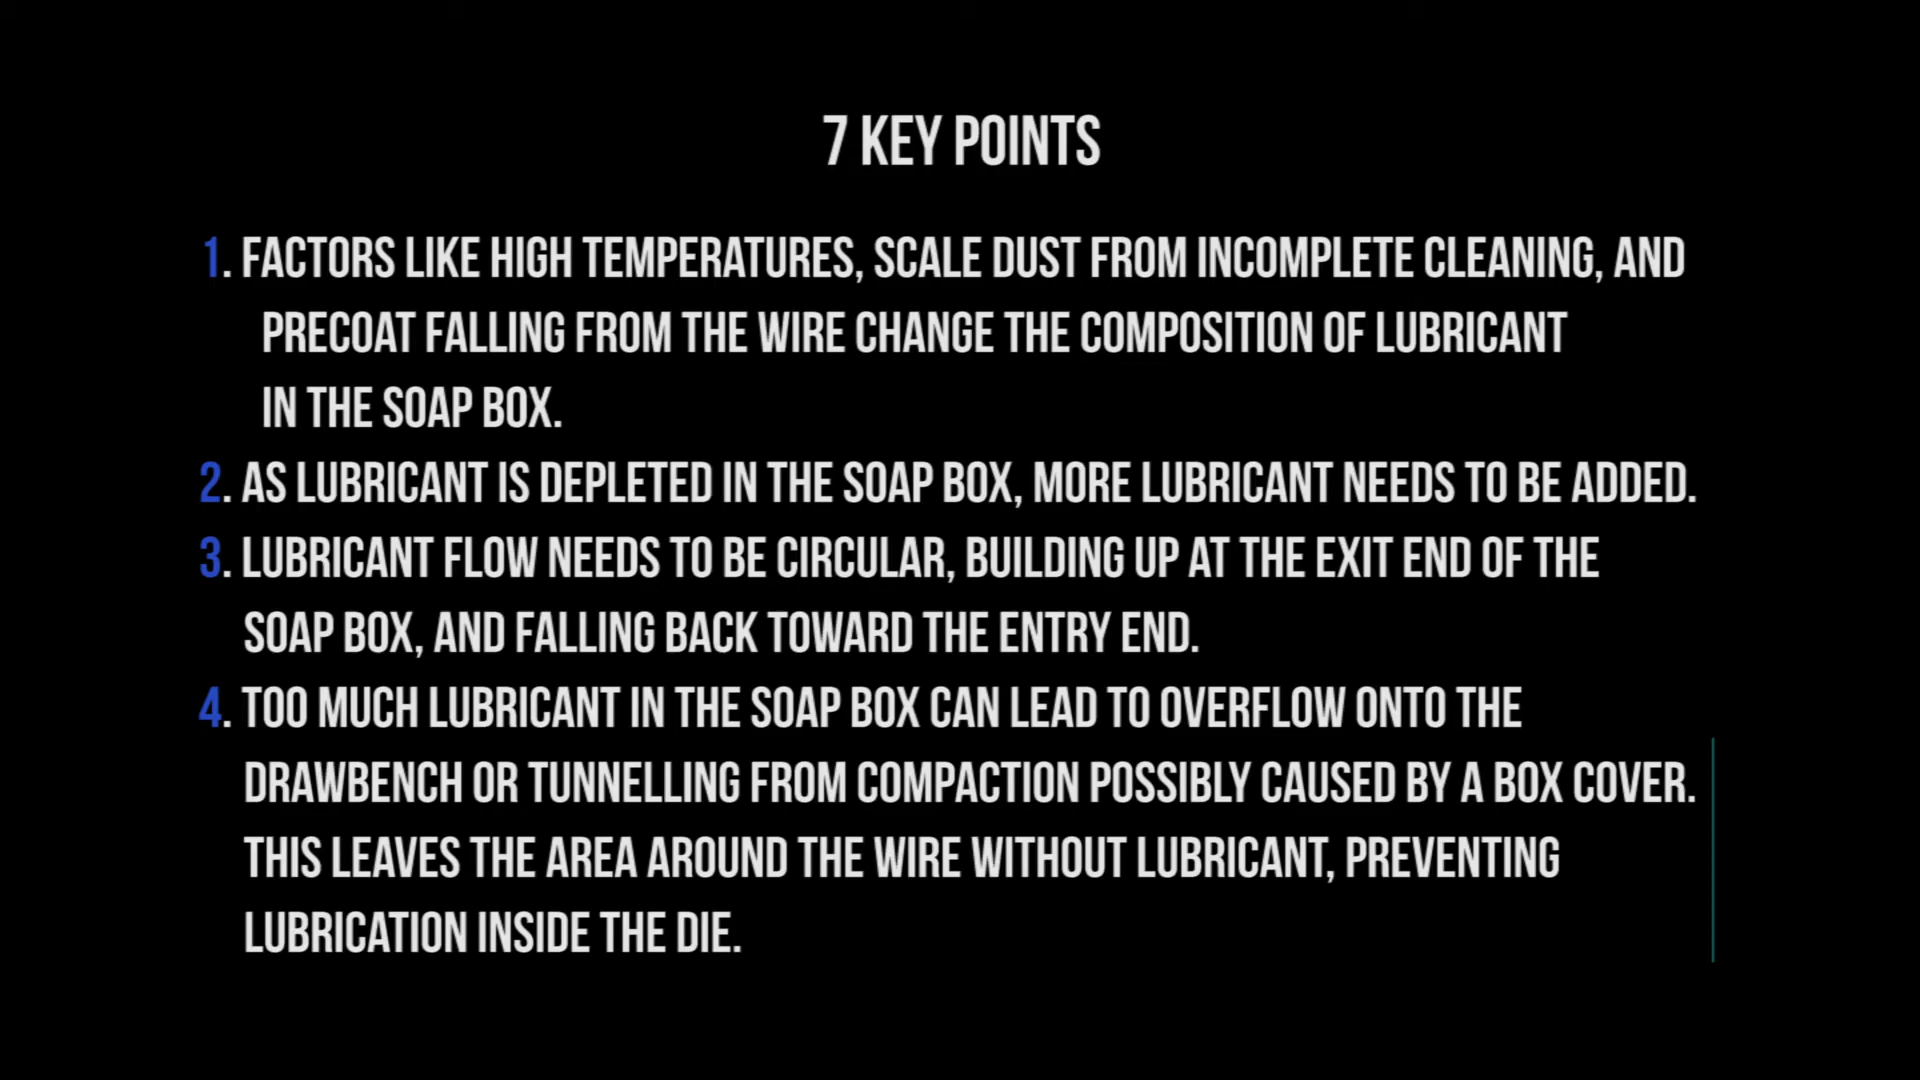 7 KEY POINTS
1. FACTORS LIKE HIGH TEMPERATURES, SCALE DUST FROM INCOMPLETE CLEANING, AND
PRECOAT FALLING FROM THE WIRE CHANGE THE COMPOSITION OF LUBRICANT
IN THE SOAP BOX.
2. AS LUBRICANT IS DEPLETED IN THE SOAP BOX, MORE LUBRICANT NEEDS TO BE ADDED.
3. LUBRICANT FLOW NEEDS TO BE CIRCULAR, BUILDING UP AT THE EXIT END OF THE
SOAP BOX, AND FALLING BACK TOWARD THE ENTRY END.
4. TOO MUCH LUBRICANT IN THE SOAP BOX CAN LEAD TO OVERFLOW ONTO THE
DRAWBENCH OR TUNNELLING FROM COMPACTION POSSIBLY CAUSED BY A BOX COVER.
THIS LEAVES THE AREA AROUND THE WIRE WITHOUT LUBRICANT, PREVENTING
LUBRICATION INSIDE THE DIE.